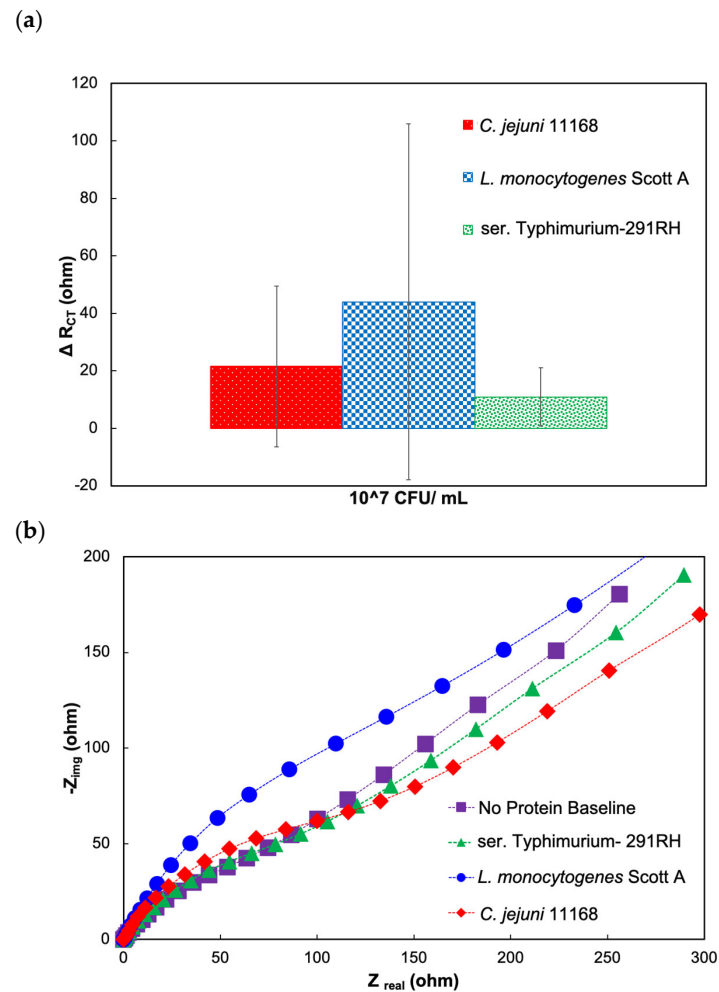 (a)
120
100
80
60
40
20
0
-20
Δ R_CT (ohm)
C. jejuni 11168
L. monocytogenes Scott A
ser. Typhimurium-291RH
10^7 CFU/ mL
(b)
200
150
100
50
0
-Z_img (ohm)
No Protein Baseline
ser. Typhimurium- 291RH
L. monocytogenes Scott A
C. jejuni 11168
0 50 100 150 200 250 300
Z real (ohm)